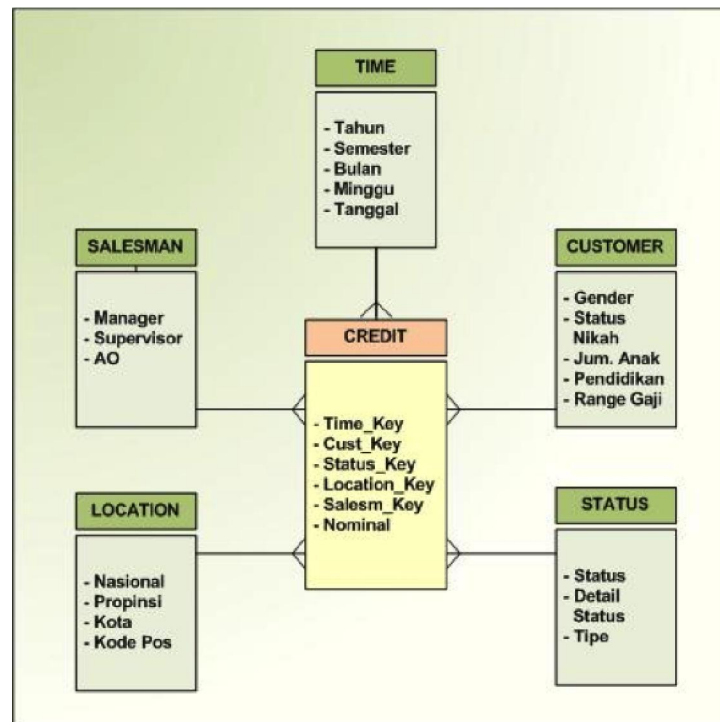 TIME
- Tahun
- Semester
- Bulan
- Minggu
- Tanggal
SALESMAN
- Manager
- Supervisor
- AO
CUSTOMER
- Gender
- Status
Nikah
- Jum. Anak
- Pendidikan
- Range Gaji
CREDIT
- Time_Key
- Cust_Key
- Status_Key
- Location_Key
- Salesm_Key
- Nominal
LOCATION
- Nasional
- Propinsi
- Kota
- Kode Pos
STATUS
- Status
- Detail
Status
- Tipe